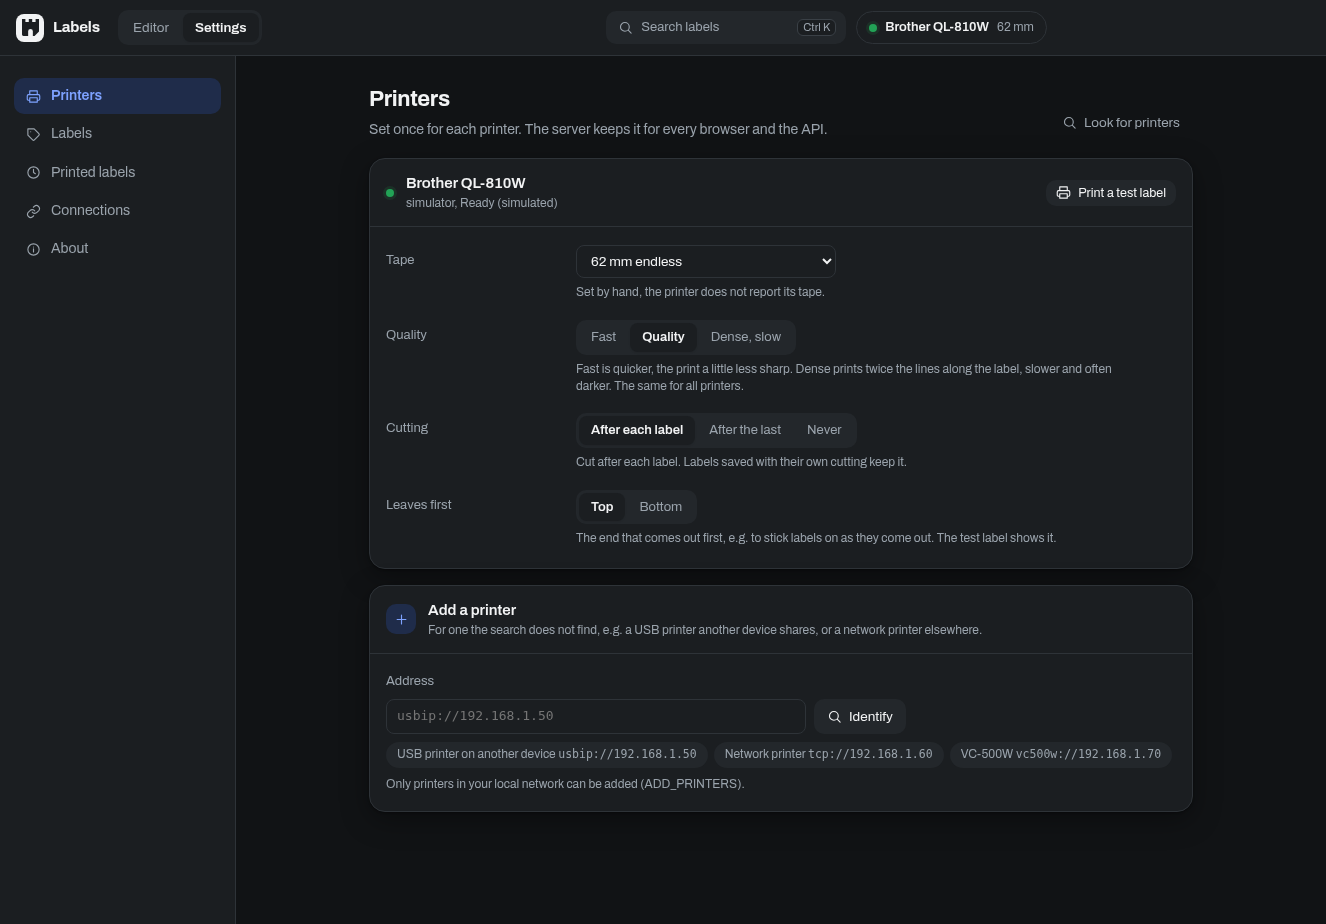 Labels Editor Settings Search labels Ctrl K Brother QL-810W 62 mm
Printers
Labels
Printed labels
Connections
About
Printers
Set once for each printer. The server keeps it for every browser and the API.
Look for printers
Brother QL-810W
simulator, Ready (simulated)
Print a test label
Tape
62 mm endless
Set by hand, the printer does not report its tape.
Quality
Fast Quality Dense, slow
Fast is quicker, the print a little less sharp. Dense prints twice the lines along the label, slower and often
darker. The same for all printers.
Cutting
After each label After the last Never
Cut after each label. Labels saved with their own cutting keep it.
Leaves first
Top Bottom
The end that comes out first, e.g. to stick labels on as they come out. The test label shows it.
Add a printer
For one the search does not find, e.g. a USB printer another device shares, or a network printer elsewhere.
Address
usbip://192.168.1.50
Identify
USB printer on another device usbip://192.168.1.50 Network printer tcp://192.168.1.60 VC-500W vc500w://192.168.1.70
Only printers in your local network can be added (ADD_PRINTERS).